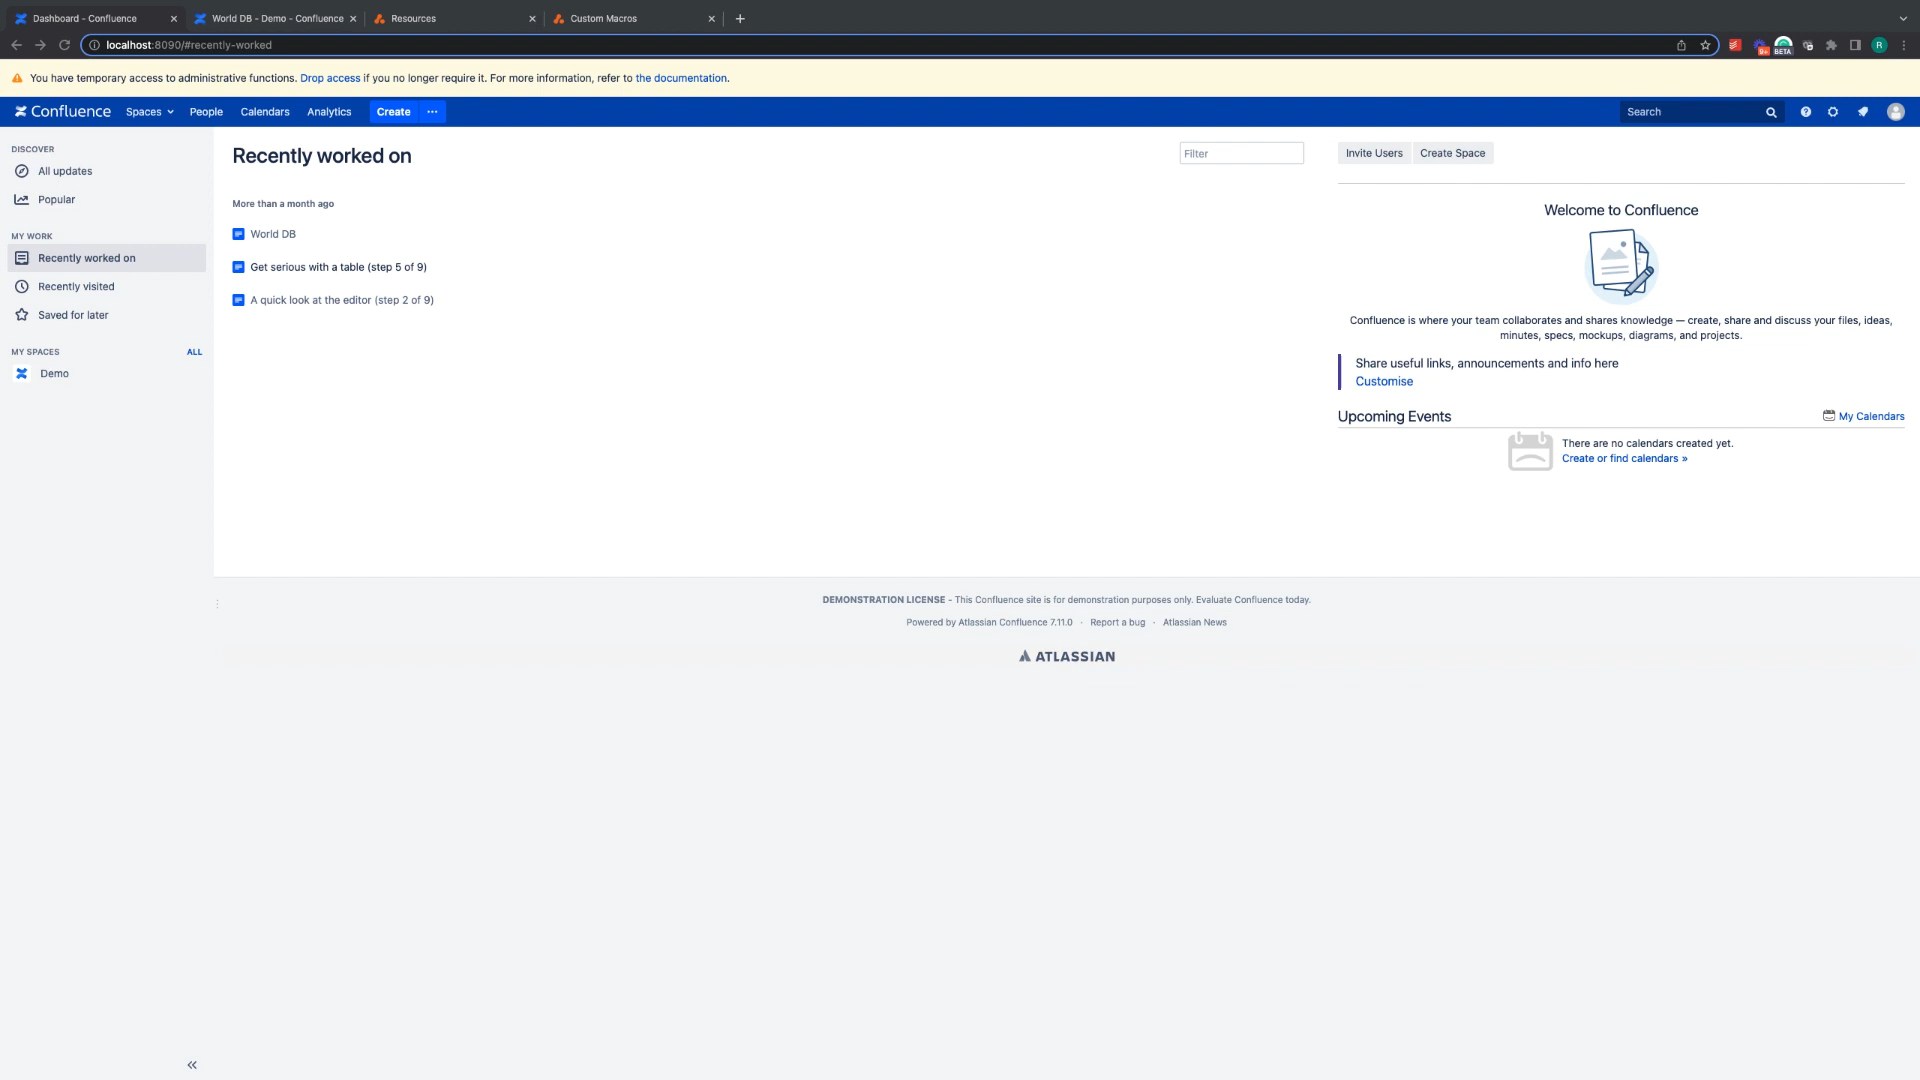 Dashboard - Confluence
World DB - Demo - Confluence
Resources
Custom Macros
localhost:8090/#recently-worked
9+
BETA
R
You have temporary access to administrative functions. Drop access if you no longer require it. For more information, refer to the documentation.
Confluence
Spaces
People
Calendars
Analytics
Create
Search
DISCOVER
All updates
Popular
MY WORK
Recently worked on
Recently visited
Saved for later
MY SPACES
ALL
Demo
Recently worked on
Filter
More than a month ago
World DB
Get serious with a table (step 5 of 9)
A quick look at the editor (step 2 of 9)
Invite Users
Create Space
Welcome to Confluence
Confluence is where your team collaborates and shares knowledge — create, share and discuss your files, ideas,
minutes, specs, mockups, diagrams, and projects.
Share useful links, announcements and info here
Customise
Upcoming Events
My Calendars
There are no calendars created yet.
Create or find calendars »
DEMONSTRATION LICENSE - This Confluence site is for demonstration purposes only. Evaluate Confluence today.
Powered by Atlassian Confluence 7.11.0 · Report a bug · Atlassian News
ATLASSIAN